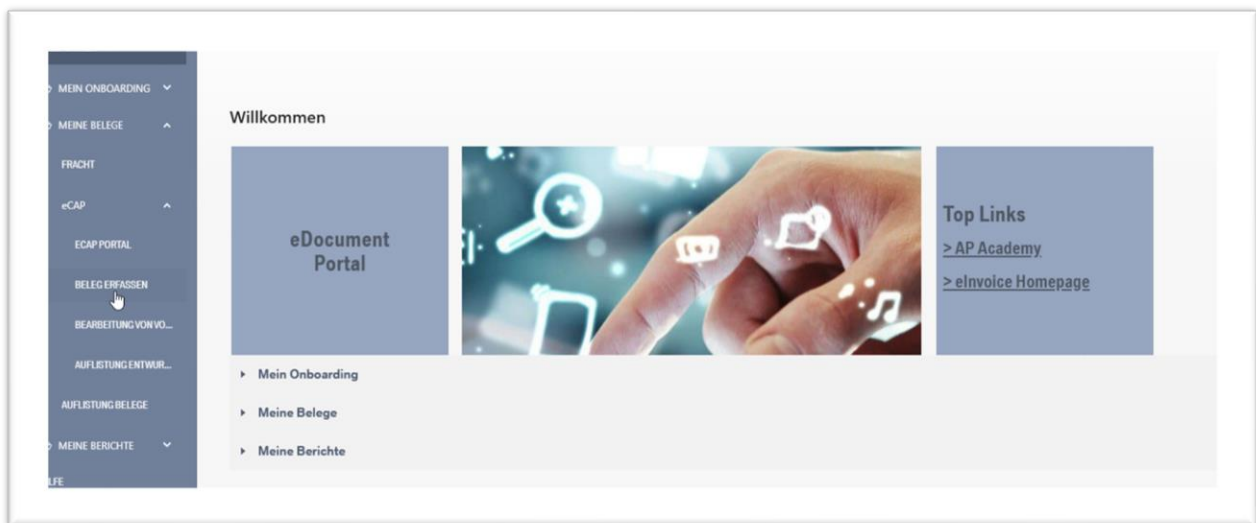 MEIN ONBOARDING
MEINE BELEGE
FRACHT
eCAP
ECAP PORTAL
BELEG ERFASSEN
BEARBEITUNG VON VO...
AUFLISTUNG ENTWUR...
AUFLISTUNG BELEGE
MEINE BERICHTE
LFE
Willkommen
eDocument
Portal
Top Links
> AP Academy
> eInvoice Homepage
Mein Onboarding
Meine Belege
Meine Berichte